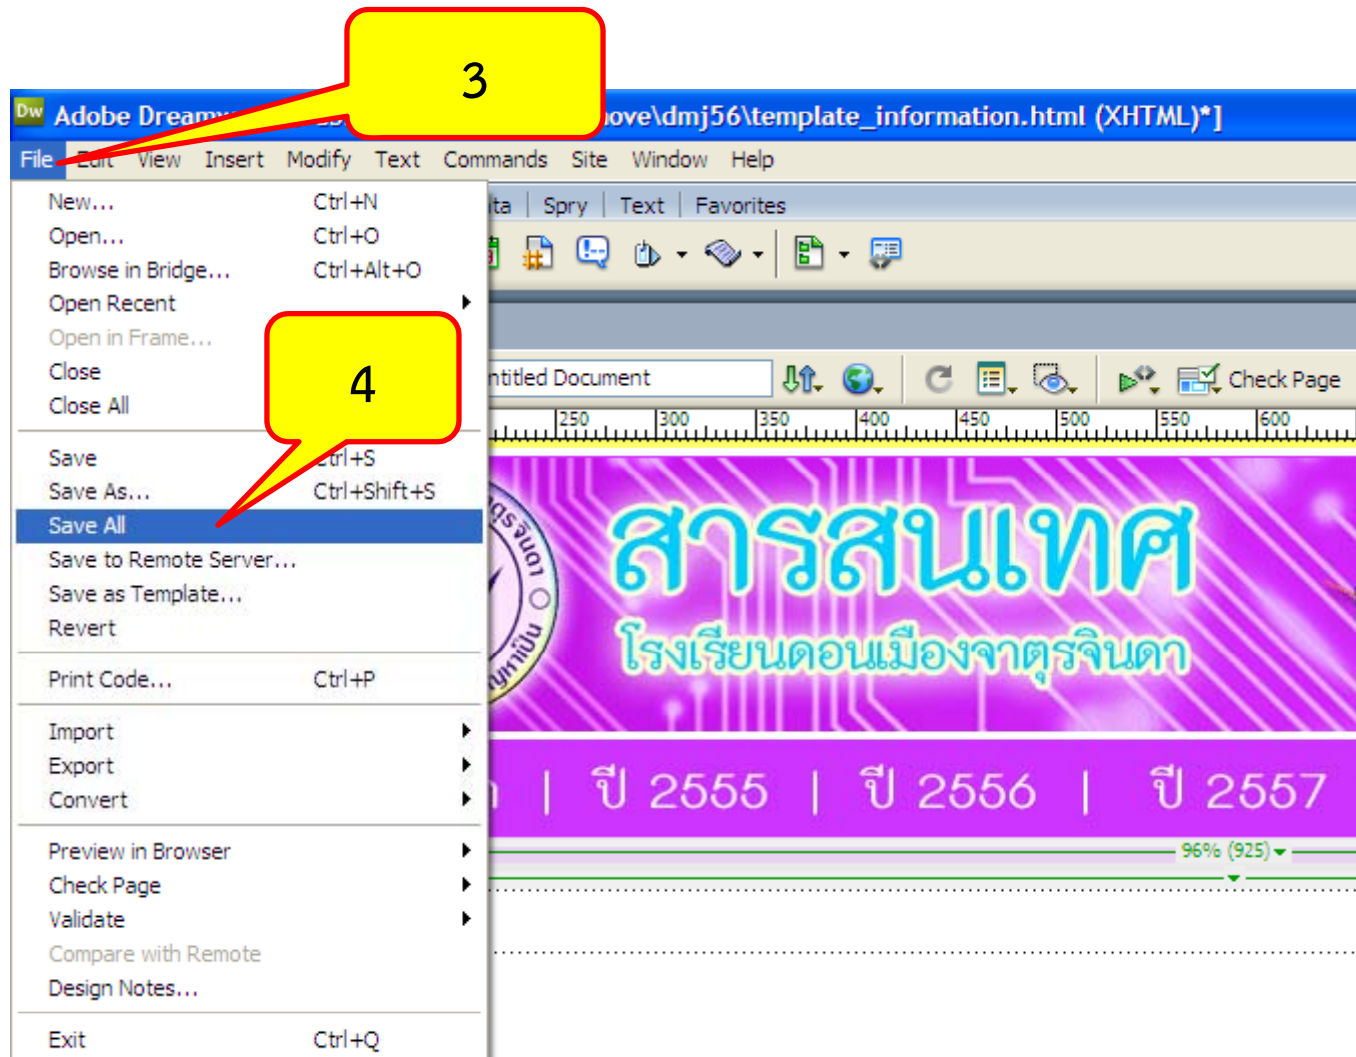 3
Adobe Dream
ove\dmj56\template_information.html (XHTML)*]
File Edit View Insert Modify Text Commands Site Window Help
New... Ctrl+N
ta | Spry | Text | Favorites
Open... Ctrl+O
Browse in Bridge... Ctrl+Alt+O
Open Recent
Open in Frame...
4
Close
ntitled Document
Check Page
Close All
250 300 350 400 450 500 550 600
Save Ctrl+S
Save As... Ctrl+Shift+S
Save All
Save to Remote Server...
Save as Template...
Revert
สารสนเทศ
โรงเรียนดอนเมืองจาตุรจินดา
Print Code... Ctrl+P
Import
Export
Convert
| ปี 2555 | ปี 2556 | ปี 2557
Preview in Browser
96% (925)
Check Page
Validate
Compare with Remote
Design Notes...
Exit Ctrl+Q